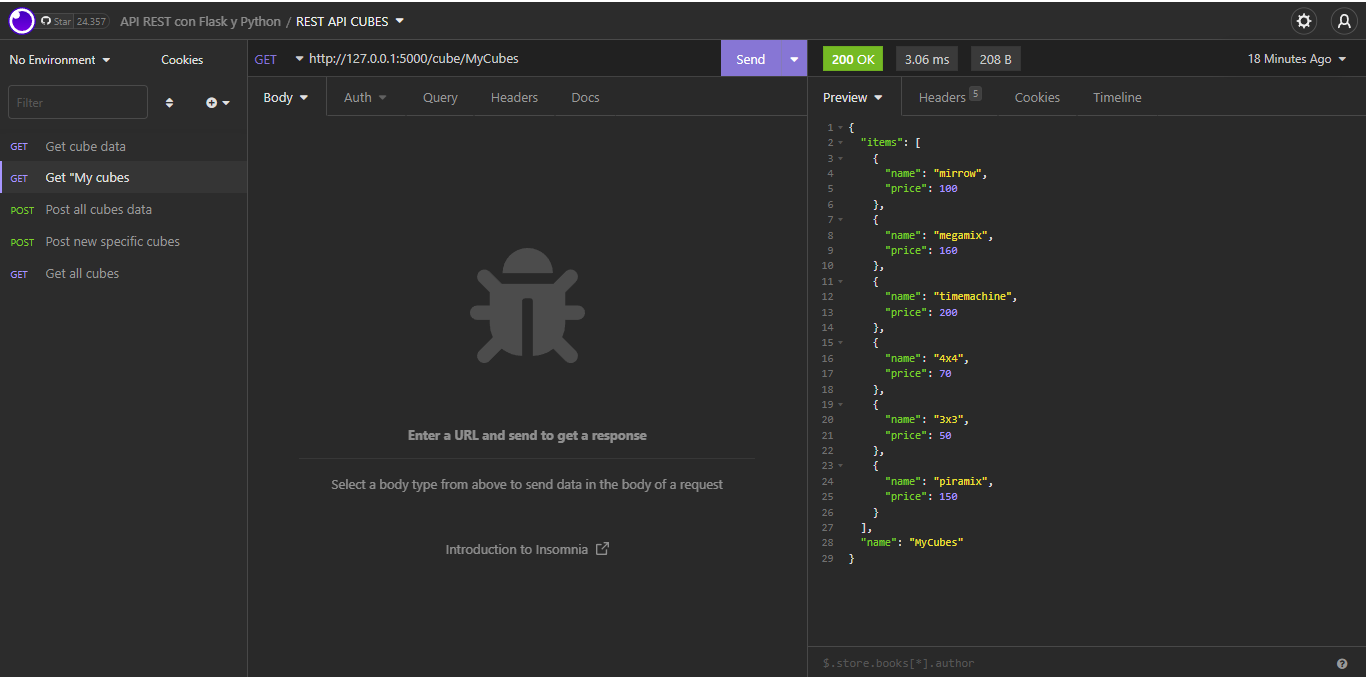 Star 24.357 API REST con Flask y Python / REST API CUBES
No Environment Cookies
Filter
GET Get cube data
GET Get "My cubes
POST Post all cubes data
POST Post new specific cubes
GET Get all cubes
GET http://127.0.0.1:5000/cube/MyCubes Send
Body Auth Query Headers Docs
Enter a URL and send to get a response
Select a body type from above to send data in the body of a request
Introduction to Insomnia
200 OK 3.06 ms 208 B 18 Minutes Ago
Preview Headers 5 Cookies Timeline
1 {
2 "items": [
3 {
4 "name": "mirrow",
5 "price": 100
6 },
7 {
8 "name": "megamix",
9 "price": 160
10 },
11 {
12 "name": "timemachine",
13 "price": 200
14 },
15 {
16 "name": "4x4",
17 "price": 70
18 },
19 {
20 "name": "3x3",
21 "price": 50
22 },
23 {
24 "name": "piramix",
25 "price": 150
26 }
27 ],
28 "name": "MyCubes"
29 }
$.store.books[*].author